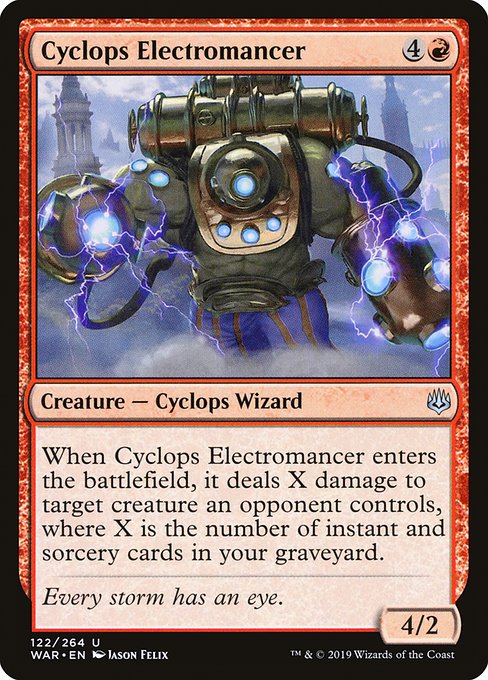 Cyclops Electromancer 4
Creature — Cyclops Wizard
When Cyclops Electromancer enters
the battlefield, it deals X damage to
target creature an opponent controls,
where X is the number of instant and
sorcery cards in your graveyard.
Every storm has an eye.
4/2
122/264 U
WAR • EN Jason Felix
™ & © 2019 Wizards of the Coast